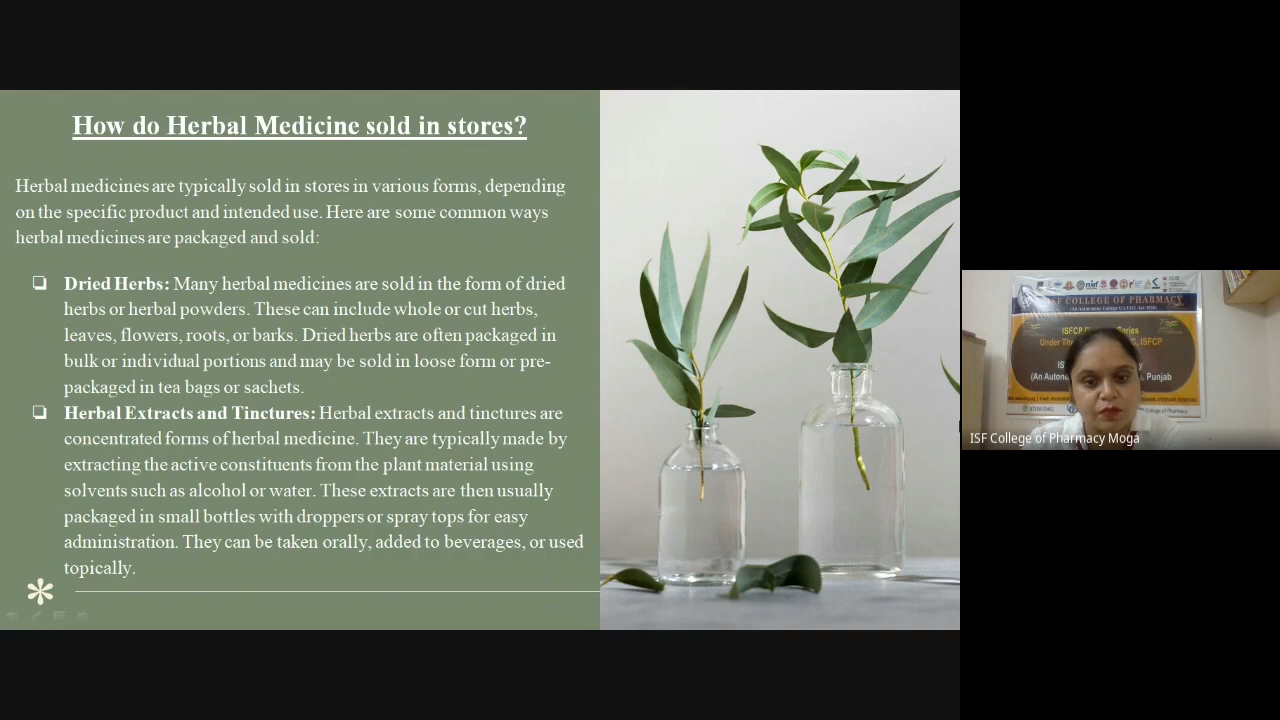 How do Herbal Medicine sold in stores?
Herbal medicines are typically sold in stores in various forms, depending
on the specific product and intended use. Here are some common ways
herbal medicines are packaged and sold:
❑ Dried Herbs: Many herbal medicines are sold in the form of dried
herbs or herbal powders. These can include whole or cut herbs,
leaves, flowers, roots, or barks. Dried herbs are often packaged in
bulk or individual portions and may be sold in loose form or pre-
packaged in tea bags or sachets.
❑ Herbal Extracts and Tinctures: Herbal extracts and tinctures are
concentrated forms of herbal medicine. They are typically made by
extracting the active constituents from the plant material using
solvents such as alcohol or water. These extracts are then usually
packaged in small bottles with droppers or spray tops for easy
administration. They can be taken orally, added to beverages, or used
topically.
ISF COLLEGE OF PHARMACY
ISFCP
Series
Under The
ISFCP
Punjab
College of Pharmacy
ISF College of Pharmacy Moga